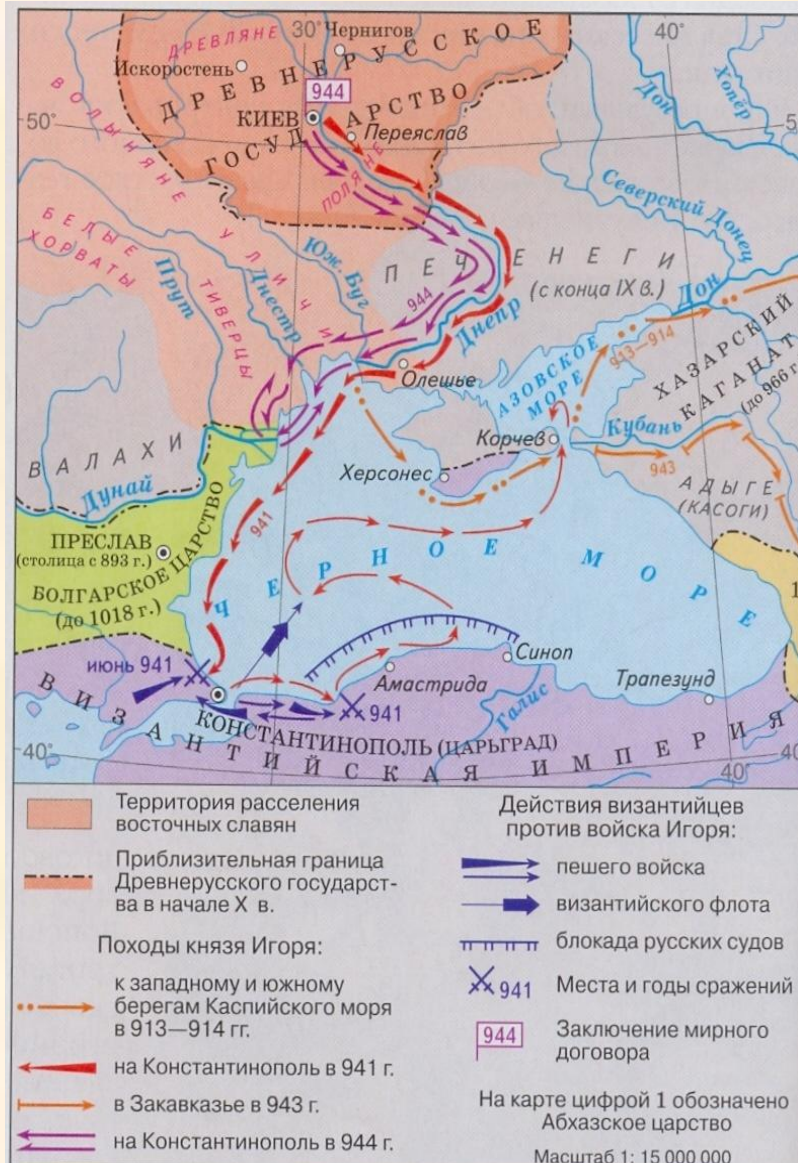 30°
Чернигов
40°
ДРЕВЛЯНЕ
Искоростень
ДРЕВНЕРУССКОЕ
ГОСУДАРСТВО
Дон
Хопёр
944
КИЕВ
50°
Переяслав
5
ВОЛЫНЯНЕ
ПОЛЯНЕ
Северский Донец
БЕЛЫЕ
ХОРВАТЫ
УЛИЧИ
Юж. Буг
ПЕЧЕНЕГИ
(с конца IX в.)
Прут
Днестр
ТИВЕРЦЫ
944
Днепр
Дон
913—914
ХАЗАРСКИЙ
КАГАНАТ
(до 966 г
Олешье
АЗОВСКОЕ
МОРЕ
Корчев
Кубань
943
ВАЛАХИ
Дунай
Херсонес
АДЫГЕ
(КАСОГИ)
941
ПРЕСЛАВ
(столица с 893 г.)
БОЛГАРСКОЕ ЦАРСТВО
(до 1018 г.)
ЧЕРНОЕ МОРЕ
1
июнь 941
Синоп
Амастрида
Трапезунд
941
Галис
КОНСТАНТИНОПОЛЬ (ЦАРЬГРАД)
ВИЗАНТИЙСКАЯ ИМПЕРИЯ
40°
40°
40
Территория расселения
восточных славян
Приблизительная граница
Древнерусского государст-
ва в начале X в.
Походы князя Игоря:
к западному и южному
берегам Каспийского моря
в 913—914 гг.
на Константинополь в 941 г.
в Закавказье в 943 г.
на Константинополь в 944 г.
Действия византийцев
против войска Игоря:
пешего войска
византийского флота
блокада русских судов
941
Места и годы сражений
944
Заключение мирного
договора
На карте цифрой 1 обозначено
Абхазское царство
Масштаб 1: 15 000 000